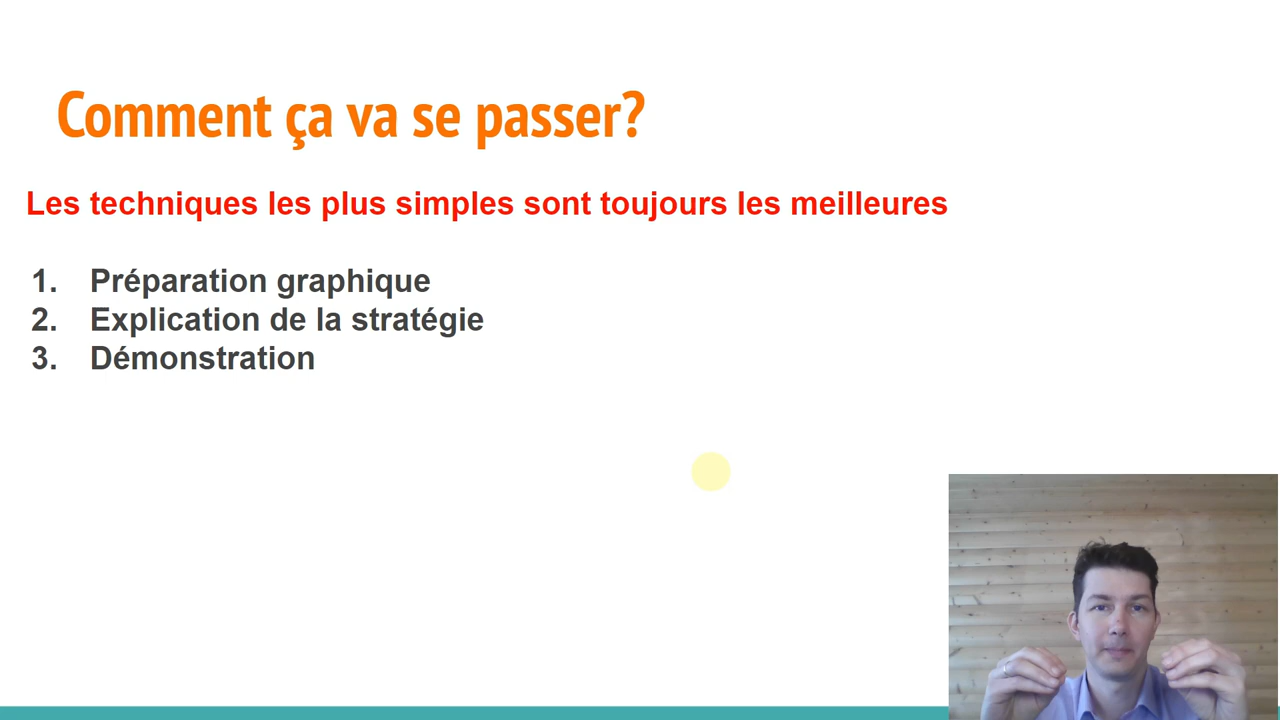 Comment ça va se passer?
Les techniques les plus simples sont toujours les meilleures
1. Préparation graphique
2. Explication de la stratégie
3. Démonstration